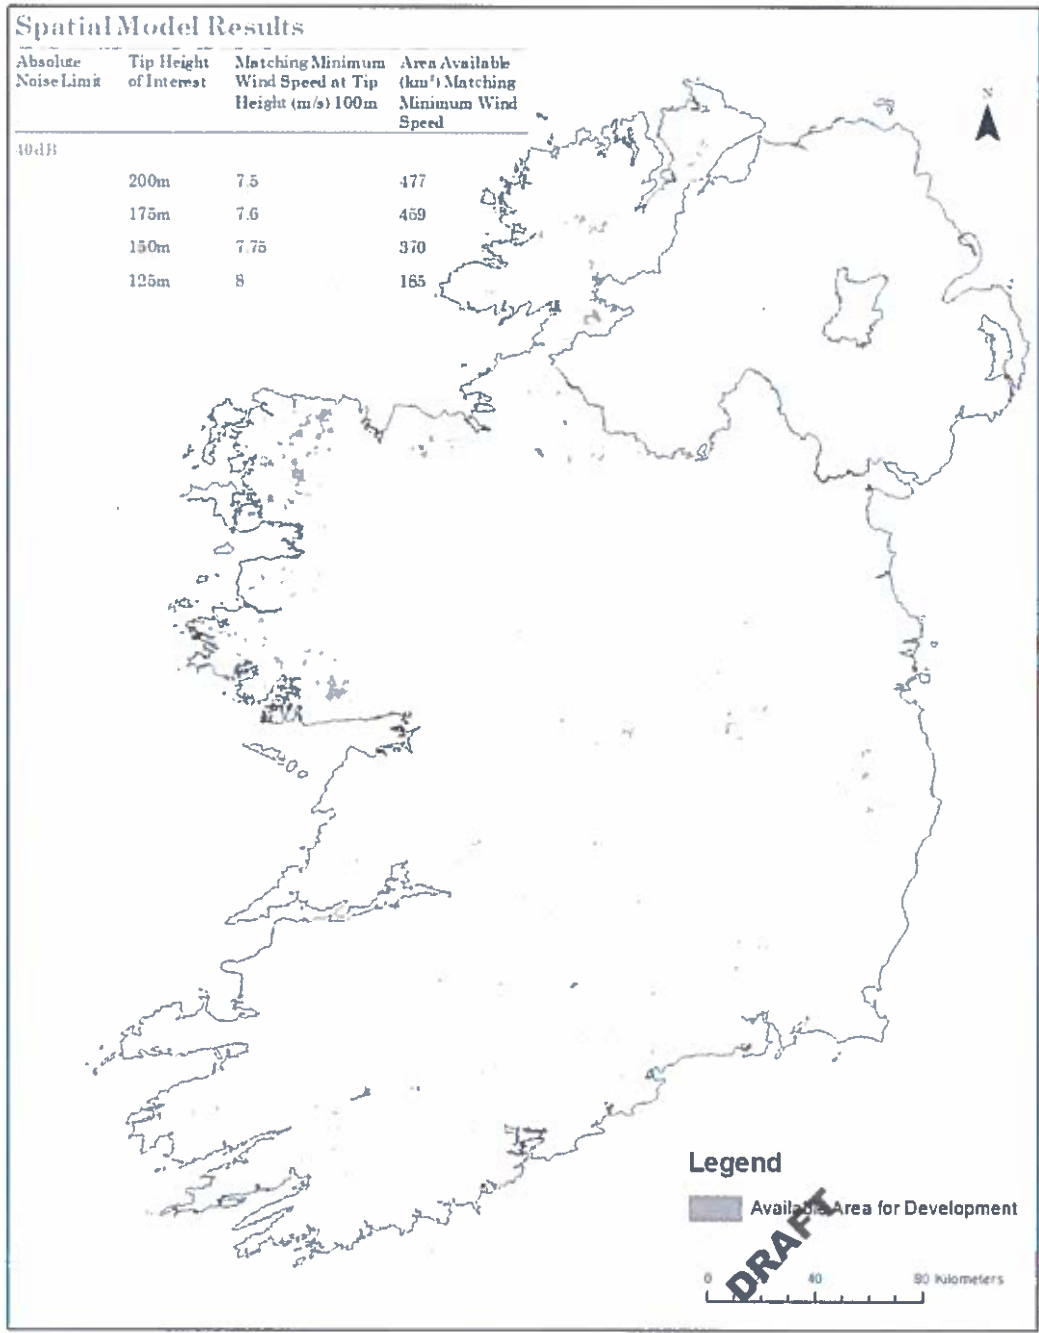 Spatial Model Results
Absolute Noise Limit	Tip Height of Interest	Matching Minimum Wind Speed at Tip Height (m/s) 100m	Area Available (km²) Matching Minimum Wind Speed
40dB
200m	7.5	477
175m	7.6	459
150m	7.75	370
125m	8	165
N
Legend
Available Area for Development
DRAFT
0	40	80 Kilometers